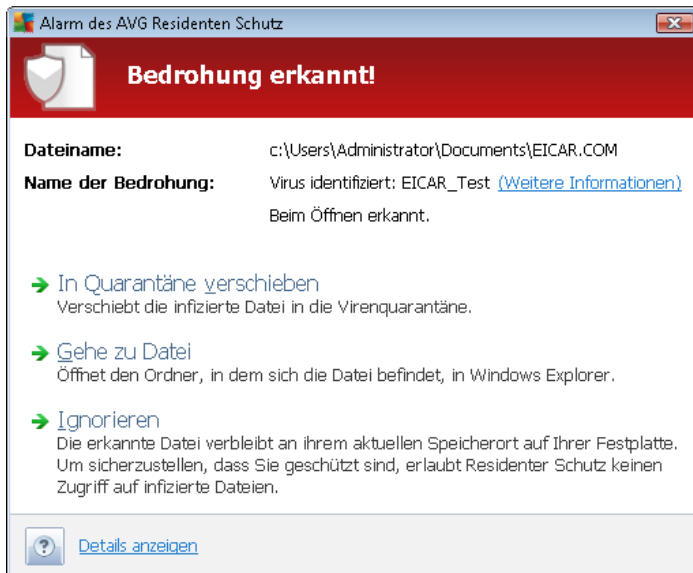 Alarm des AVG Residenten Schutz
Bedrohung erkannt!
Dateiname: c:\Users\Administrator\Documents\EICAR.COM
Name der Bedrohung: Virus identifiziert: EICAR_Test (Weitere Informationen)
Beim Öffnen erkannt.
In Quarantäne verschieben
Verschiebt die infizierte Datei in die Virenquarantäne.
Gehe zu Datei
Öffnet den Ordner, in dem sich die Datei befindet, in Windows Explorer.
Ignorieren
Die erkannte Datei verbleibt an ihrem aktuellen Speicherort auf Ihrer Festplatte.
Um sicherzustellen, dass Sie geschützt sind, erlaubt Residenter Schutz keinen
Zugriff auf infizierte Dateien.
? Details anzeigen